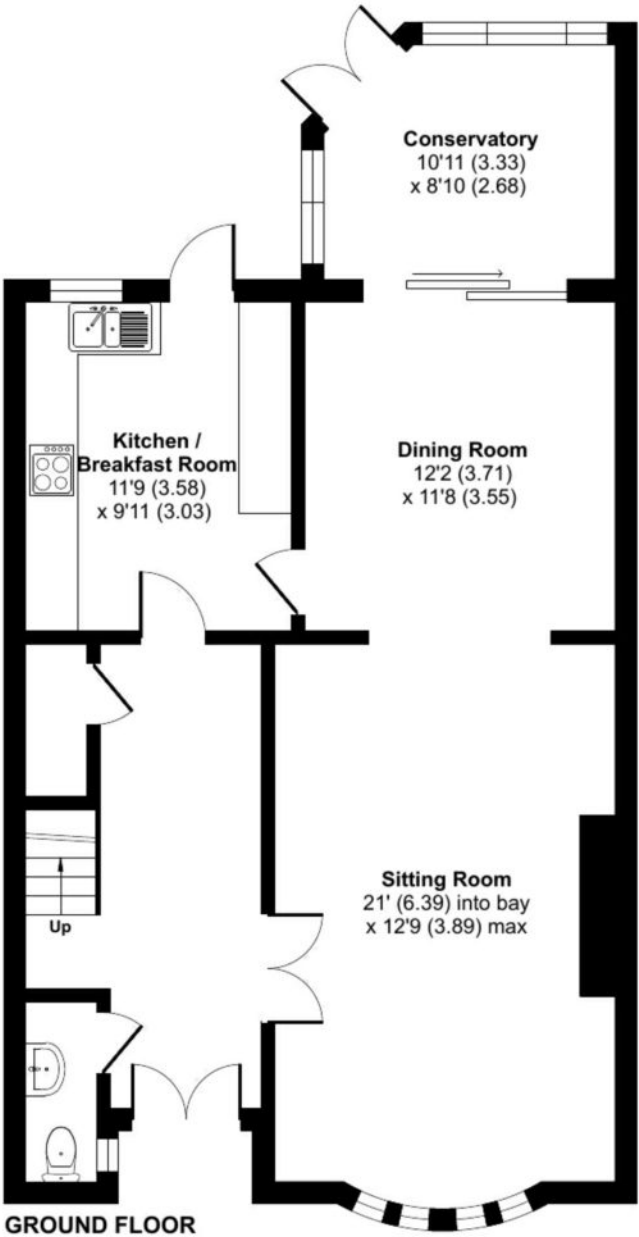 Conservatory
10'11 (3.33)
x 8'10 (2.68)
Kitchen /
Breakfast Room
11'9 (3.58)
x 9'11 (3.03)
Dining Room
12'2 (3.71)
x 11'8 (3.55)
Sitting Room
21' (6.39) into bay
x 12'9 (3.89) max
Up
GROUND FLOOR